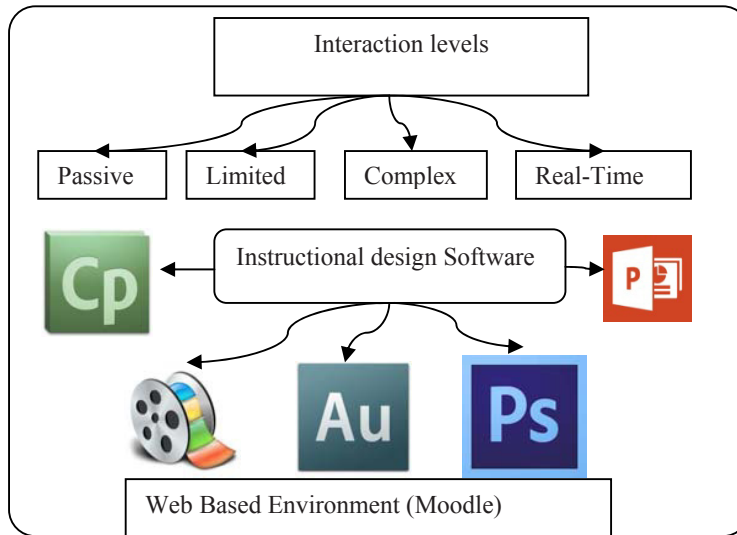 Interaction levels
Passive
Limited
Complex
Real-Time
Cp
Instructional design Software
P
Au
Ps
Web Based Environment (Moodle)